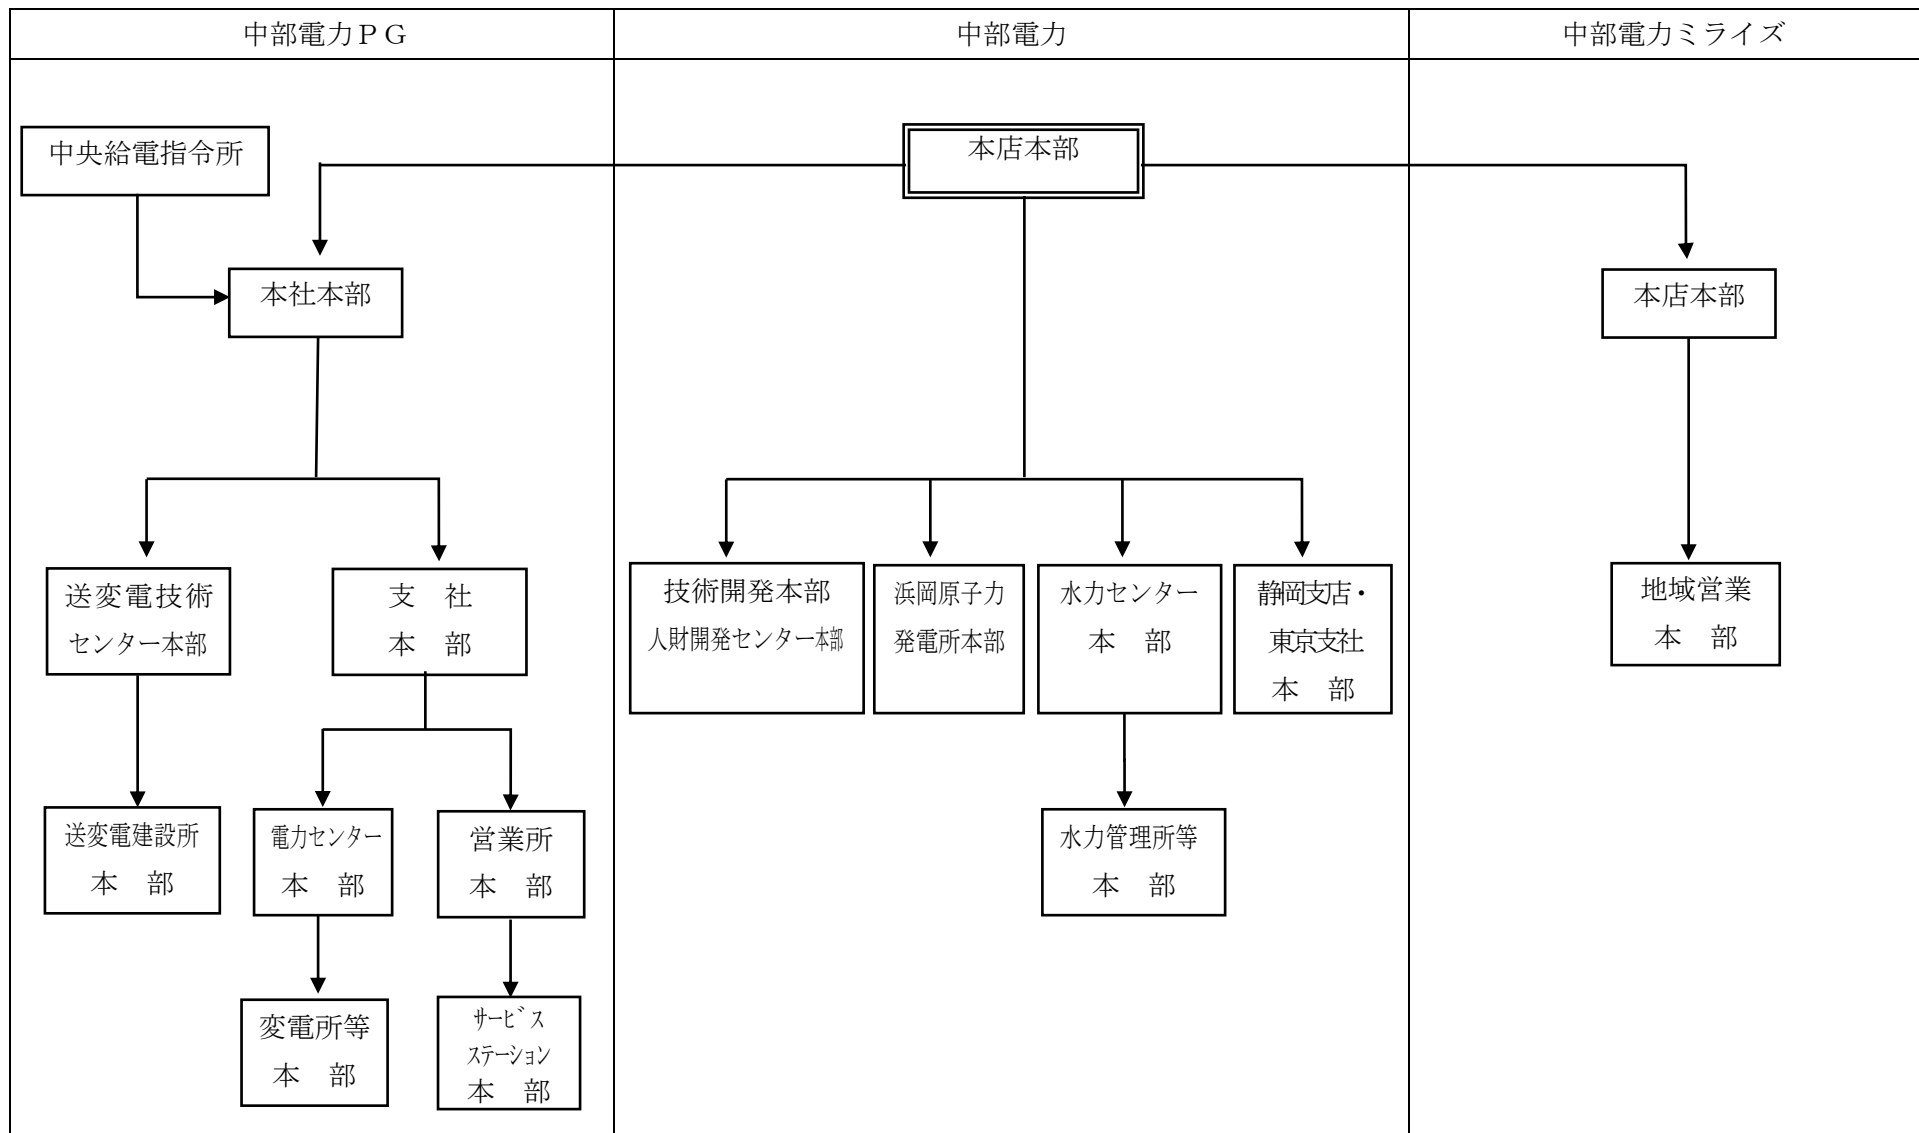 中部電力ＰＧ
中部電力
中部電力ミライズ
中央給電指令所
本店本部
本社本部
本店本部
送変電技術
センター本部
支　社
本　部
技術開発本部
人財開発センター本部
浜岡原子力
発電所本部
水力センター
本　部
静岡支店・
東京支社
本　部
地域営業
本　部
送変電建設所
本　部
電力センター
本　部
営業所
本　部
水力管理所等
本　部
変電所等
本　部
サービス
ステーション
本　部